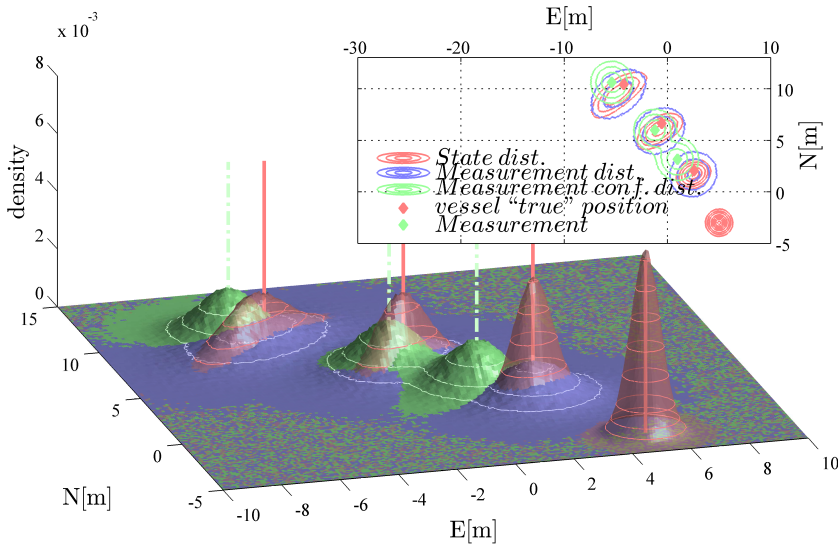 x 10⁻³
8
6
4
2
0
density
15
10
5
0
-5
N[m]
-10
-8
-6
-4
-2
0
2
4
6
8
10
E[m]
E[m]
-30
-20
-10
0
10
10
5
0
-5
N[m]
State dist.
Measurement dist.
Measurement conf. dist.
vessel “true” position
Measurement